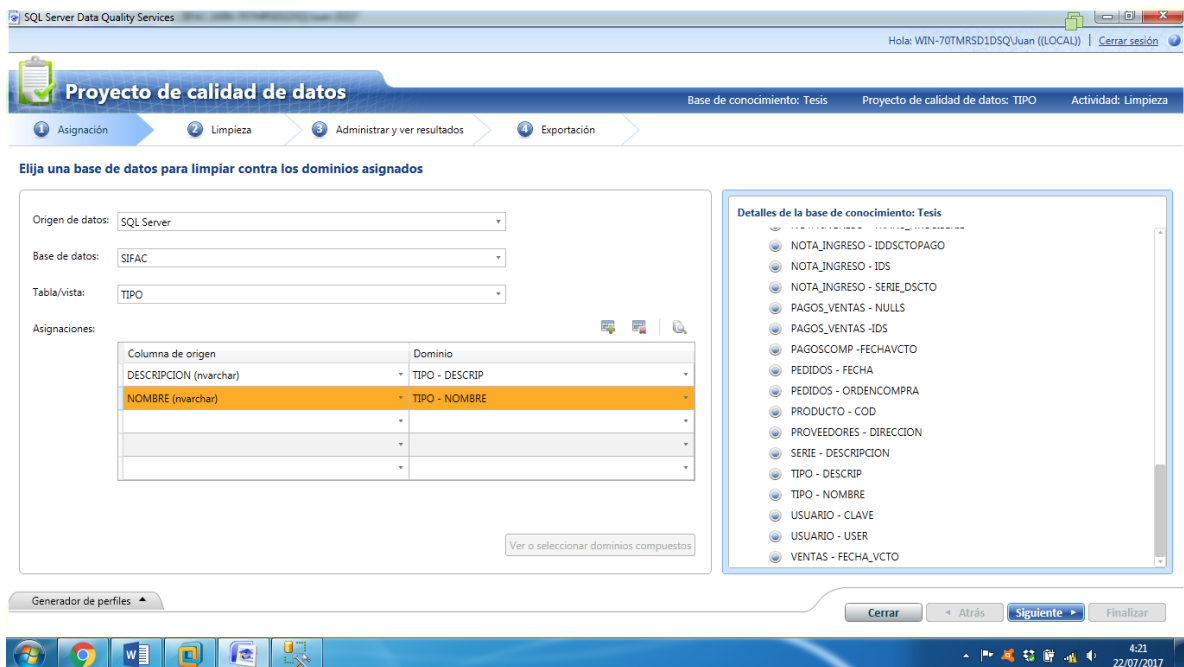 SQL Server Data Quality Services
Hola: WIN-70TMRSD1DSQ\Juan ((LOCAL)) | Cerrar sesión
Proyecto de calidad de datos
Base de conocimiento: Tesis Proyecto de calidad de datos: TIPO Actividad: Limpieza
1 Asignación 2 Limpieza 3 Administrar y ver resultados 4 Exportación
Elija una base de datos para limpiar contra los dominios asignados
Origen de datos: SQL Server
Base de datos: SIFAC
Tabla/vista: TIPO
Asignaciones:
Columna de origen Dominio
DESCRIPCION (nvarchar) TIPO - DESCRIP
NOMBRE (nvarchar) TIPO - NOMBRE
Ver o seleccionar dominios compuestos
Detalles de la base de conocimiento: Tesis
NOTA_INGRESO - IDDSCTOPAGO
NOTA_INGRESO - IDS
NOTA_INGRESO - SERIE_DSCTO
PAGOS_VENTAS - NULLS
PAGOS_VENTAS -IDS
PAGOSCOMP -FECHAVCTO
PEDIDOS - FECHA
PEDIDOS - ORDENCOMPRA
PRODUCTO - COD
PROVEEDORES - DIRECCION
SERIE - DESCRIPCION
TIPO - DESCRIP
TIPO - NOMBRE
USUARIO - CLAVE
USUARIO - USER
VENTAS - FECHA_VCTO
Generador de perfiles
Cerrar Atrás Siguiente Finalizar
4:21
22/07/2017